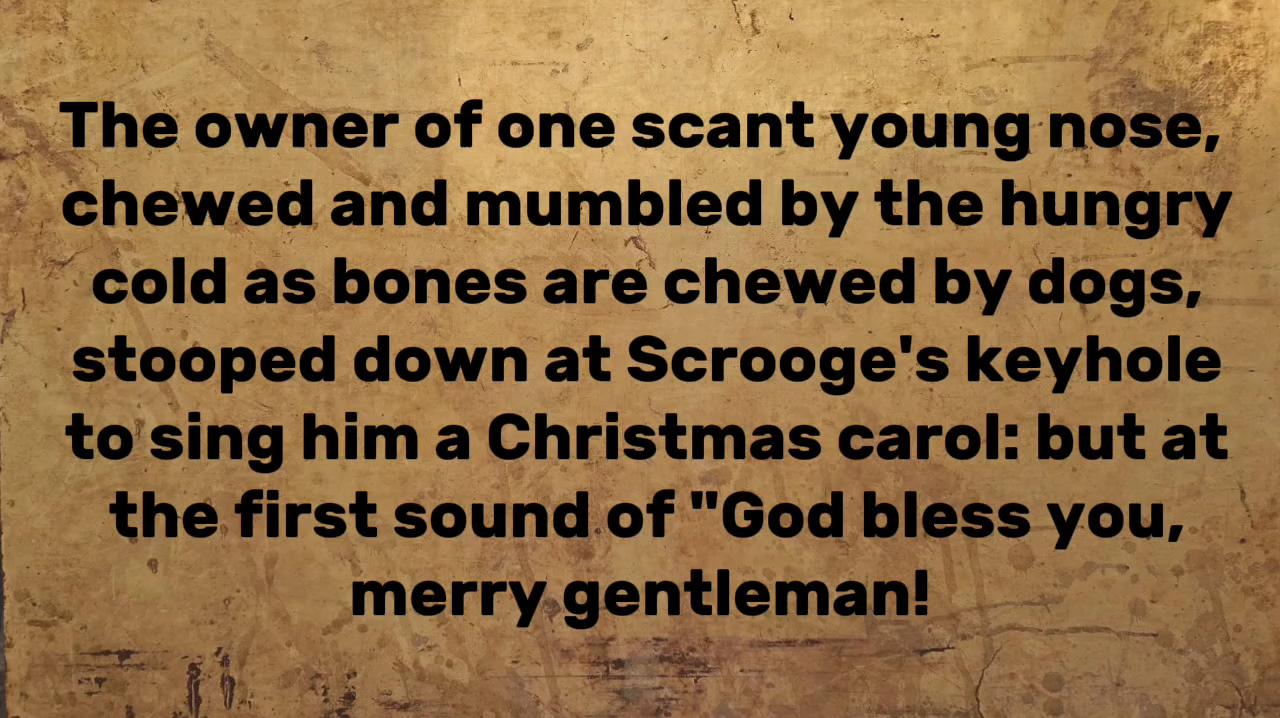 The owner of one scant young nose,
chewed and mumbled by the hungry
cold as bones are chewed by dogs,
stooped down at Scrooge's keyhole
to sing him a Christmas carol: but at
the first sound of "God bless you,
merry gentleman!